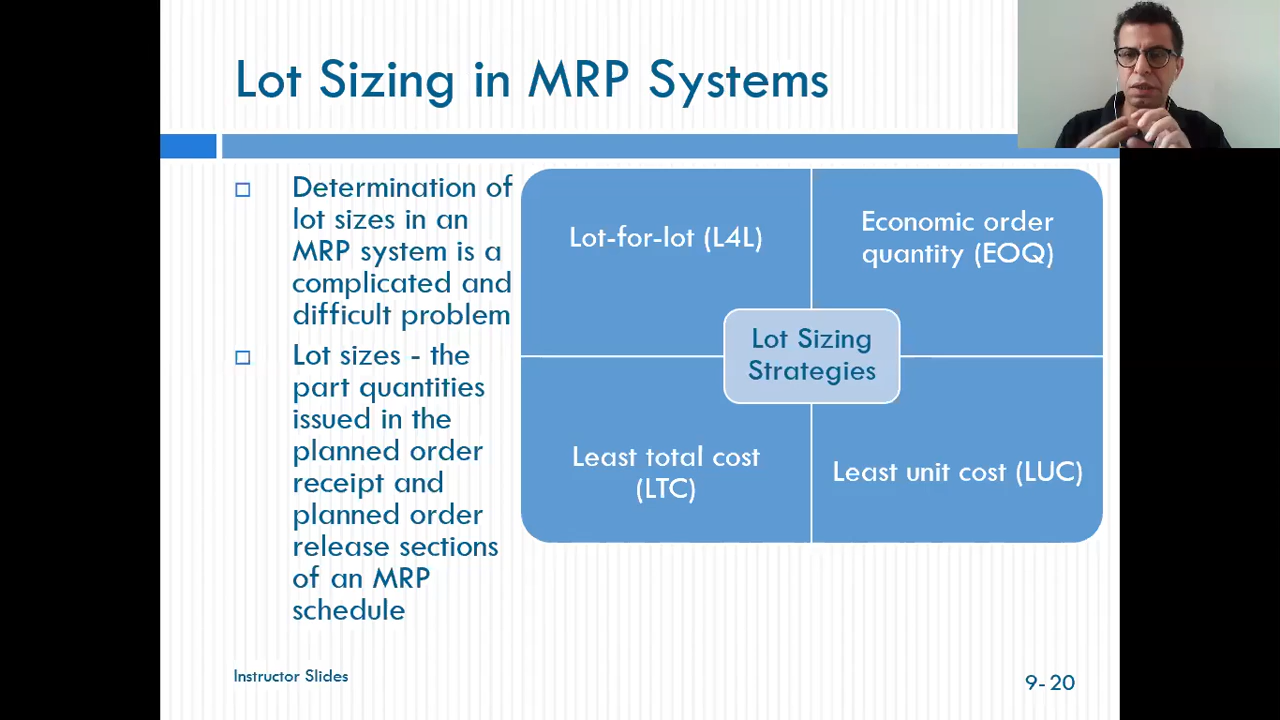 Lot Sizing in MRP Systems
Determination of
lot sizes in an
MRP system is a
complicated and
difficult problem
Lot sizes - the
part quantities
issued in the
planned order
receipt and
planned order
release sections
of an MRP
schedule
Lot-for-lot (L4L)
Economic order
quantity (EOQ)
Lot Sizing
Strategies
Least total cost
(LTC)
Least unit cost (LUC)
Instructor Slides
9-20